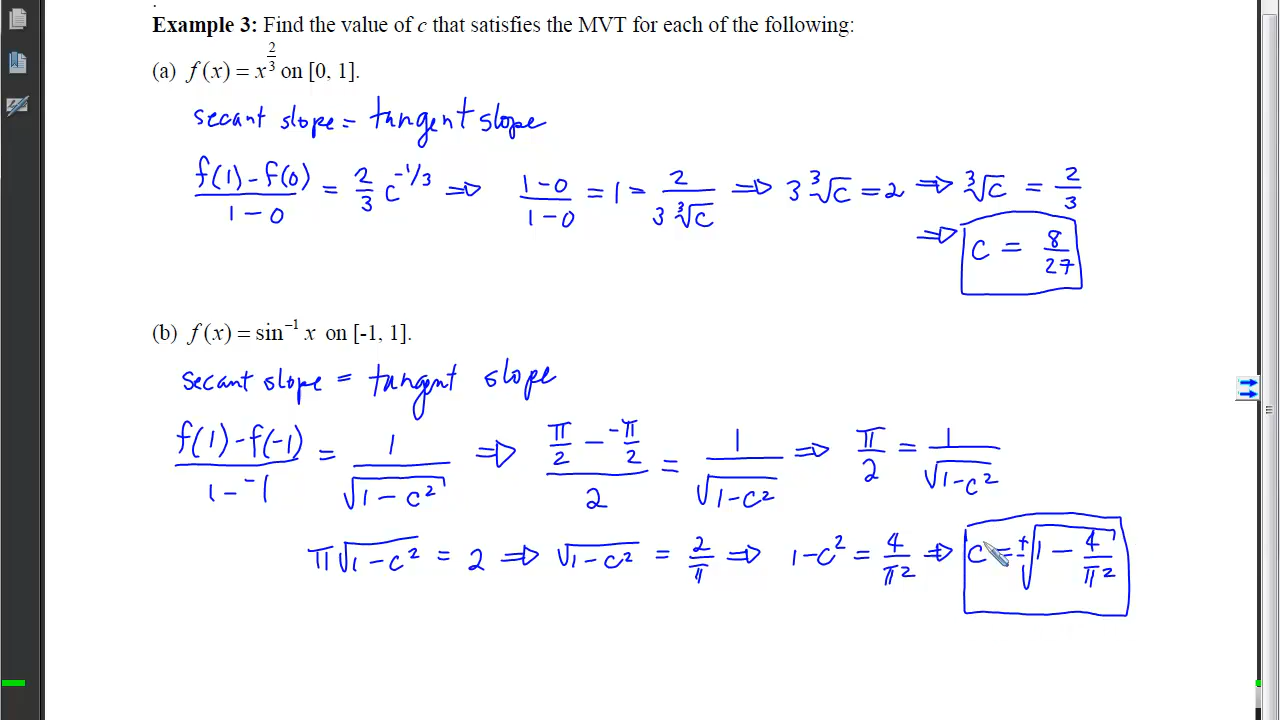 Example 3: Find the value of c that satisfies the MVT for each of the following:
(a) f(x) = x^(2/3) on [0, 1].
secant slope = tangent slope
(f(1) - f(0))/(1 - 0) = 2/3 c^(-1/3) ⇒ (1-0)/(1-0) = 1 = 2/(3∛c) ⇒ 3∛c = 2 ⇒ ∛c = 2/3
⇒ c = 8/27
(b) f(x) = sin⁻¹ x on [-1, 1].
secant slope = tangent slope
(f(1) - f(-1))/(1 - -1) = 1/√(1-c²) ⇒ (π/2 - -π/2)/2 = 1/√(1-c²) ⇒ π/2 = 1/√(1-c²)
π√(1-c²) = 2 ⇒ √(1-c²) = 2/π ⇒ 1-c² = 4/π² ⇒ c = ±√(1 - 4/π²)